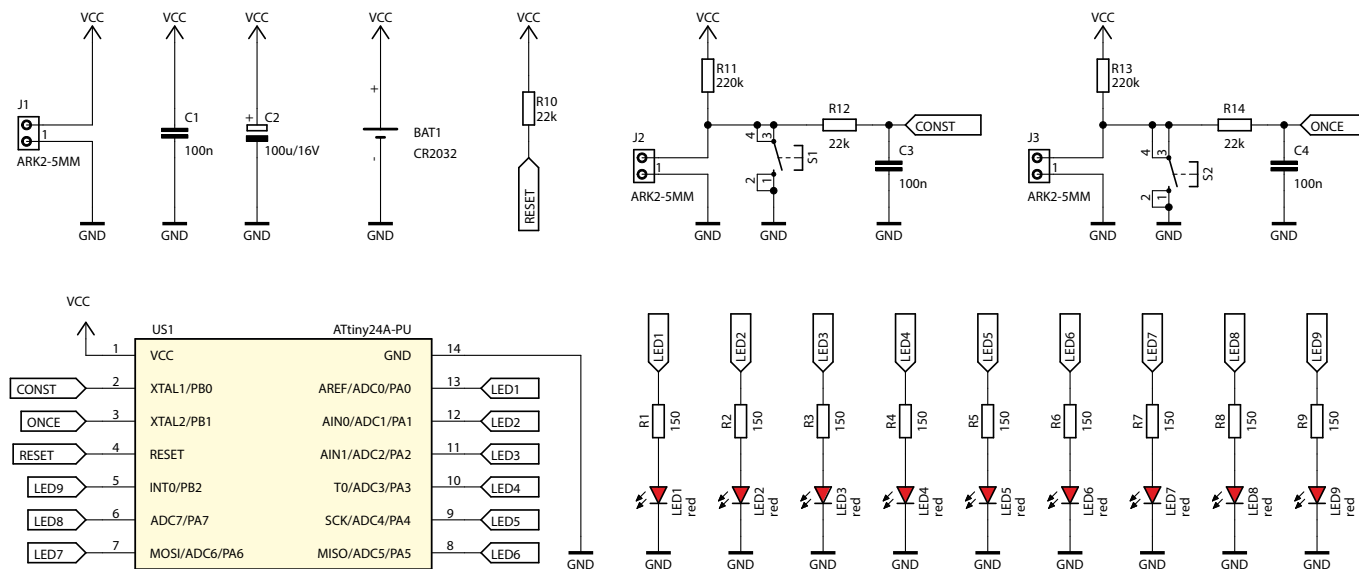 VCC
VCC
VCC
VCC
VCC
VCC
VCC
J1
1
ARK2-5MM
GND
C1
100n
GND
+
C2
100u/16V
GND
+
-
BAT1
CR2032
GND
R10
22k
RESET
R11
220k
J2
1
ARK2-5MM
GND
4
3
2
1
S1
R12
22k
CONST
C3
100n
GND
R13
220k
J3
1
ARK2-5MM
GND
4
3
2
1
S2
R14
22k
ONCE
C4
100n
GND
GND
GND
VCC
US1
ATtiny24A-PU
1 VCC GND 14
CONST 2 XTAL1/PB0 AREF/ADC0/PA0 13 LED1
ONCE 3 XTAL2/PB1 AIN0/ADC1/PA1 12 LED2
RESET 4 RESET AIN1/ADC2/PA2 11 LED3
LED9 5 INT0/PB2 T0/ADC3/PA3 10 LED4
LED8 6 ADC7/PA7 SCK/ADC4/PA4 9 LED5
LED7 7 MOSI/ADC6/PA6 MISO/ADC5/PA5 8 LED6
GND
LED1
R1
150
LED1
red
GND
LED2
R2
150
LED2
red
GND
LED3
R3
150
LED3
red
GND
LED4
R4
150
LED4
red
GND
LED5
R5
150
LED5
red
GND
LED6
R6
150
LED6
red
GND
LED7
R7
150
LED7
red
GND
LED8
R8
150
LED8
red
GND
LED9
R9
150
LED9
red
GND